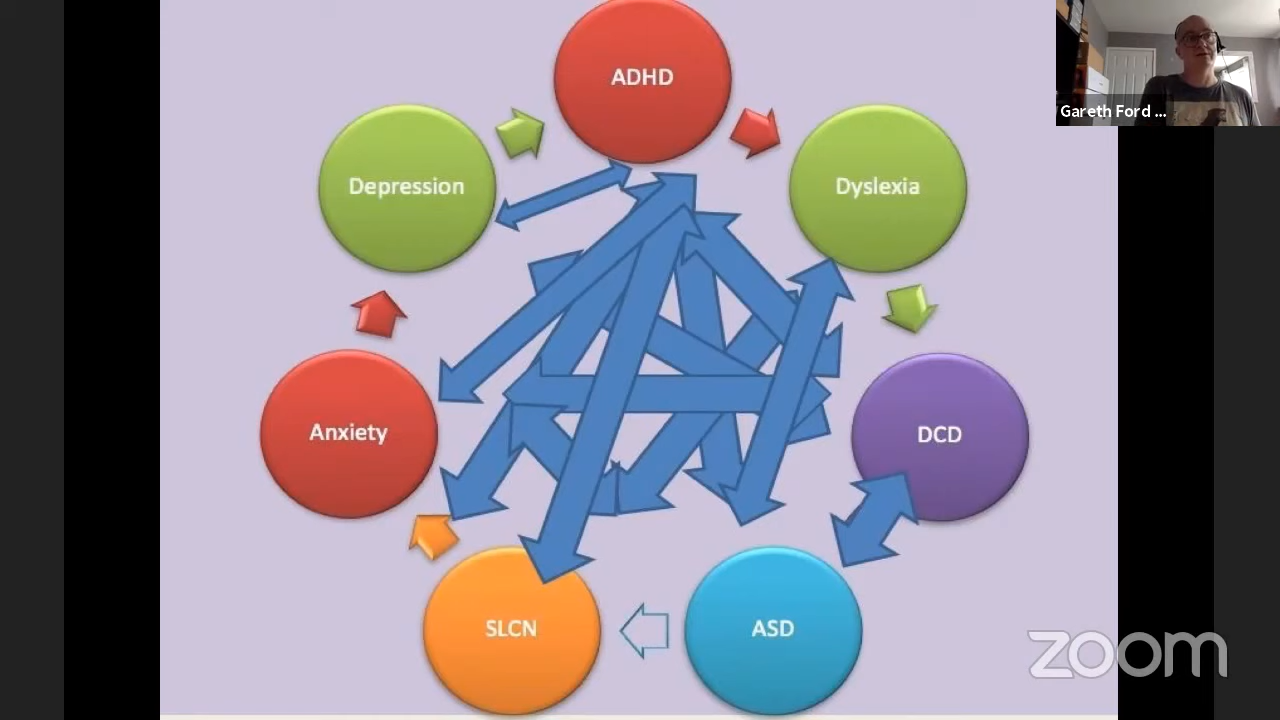 ADHD
Gareth Ford ...
Depression
Dyslexia
Anxiety
DCD
SLCN
ASD
zoom